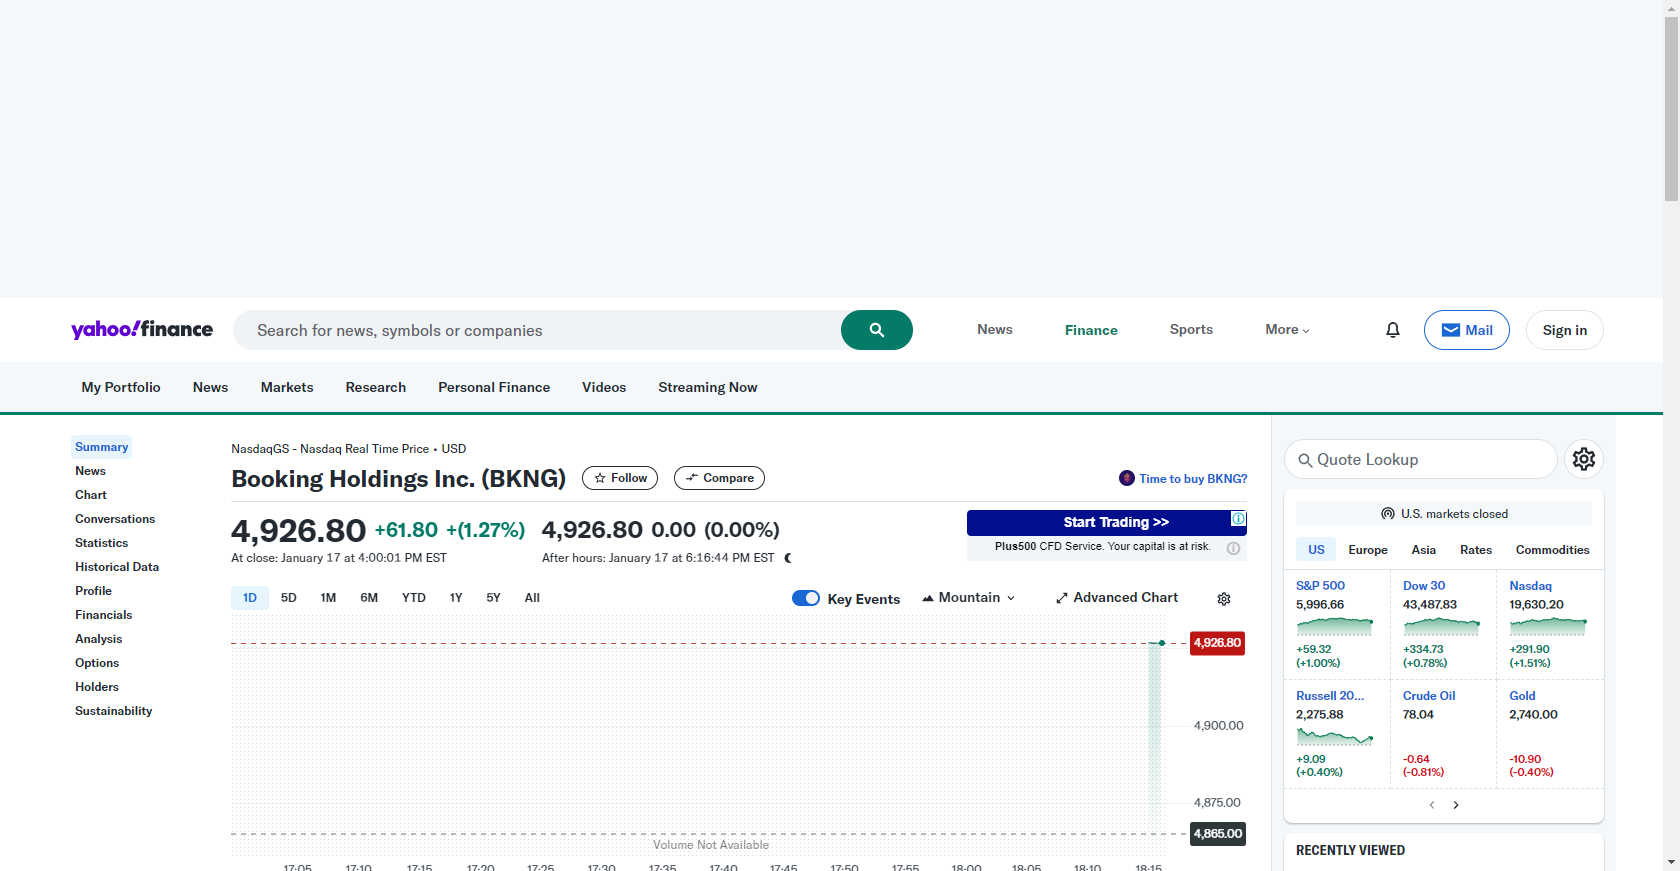 yahoo!finance
Search for news, symbols or companies
News
Finance
Sports
More
Mail
Sign in
My Portfolio
News
Markets
Research
Personal Finance
Videos
Streaming Now
Summary
News
Chart
Conversations
Statistics
Historical Data
Profile
Financials
Analysis
Options
Holders
Sustainability
NasdaqGS - Nasdaq Real Time Price • USD
Booking Holdings Inc. (BKNG)
Follow
Compare
Time to buy BKNG?
4,926.80 +61.80 +(1.27%)
At close: January 17 at 4:00:01 PM EST
4,926.80 0.00 (0.00%)
After hours: January 17 at 6:16:44 PM EST
Start Trading >>
Plus500 CFD Service. Your capital is at risk.
1D 5D 1M 6M YTD 1Y 5Y All
Key Events
Mountain
Advanced Chart
4,926.80
4,900.00
4,875.00
4,865.00
Volume Not Available
17:05 17:10 17:15 17:20 17:25 17:30 17:35 17:40 17:45 17:50 17:55 18:00 18:05 18:10 18:15
Quote Lookup
U.S. markets closed
US Europe Asia Rates Commodities
S&P 500
5,996.66
+59.32
(+1.00%)
Dow 30
43,487.83
+334.73
(+0.78%)
Nasdaq
19,630.20
+291.90
(+1.51%)
Russell 20...
2,275.88
+9.09
(+0.40%)
Crude Oil
78.04
-0.64
(-0.81%)
Gold
2,740.00
-10.90
(-0.40%)
RECENTLY VIEWED